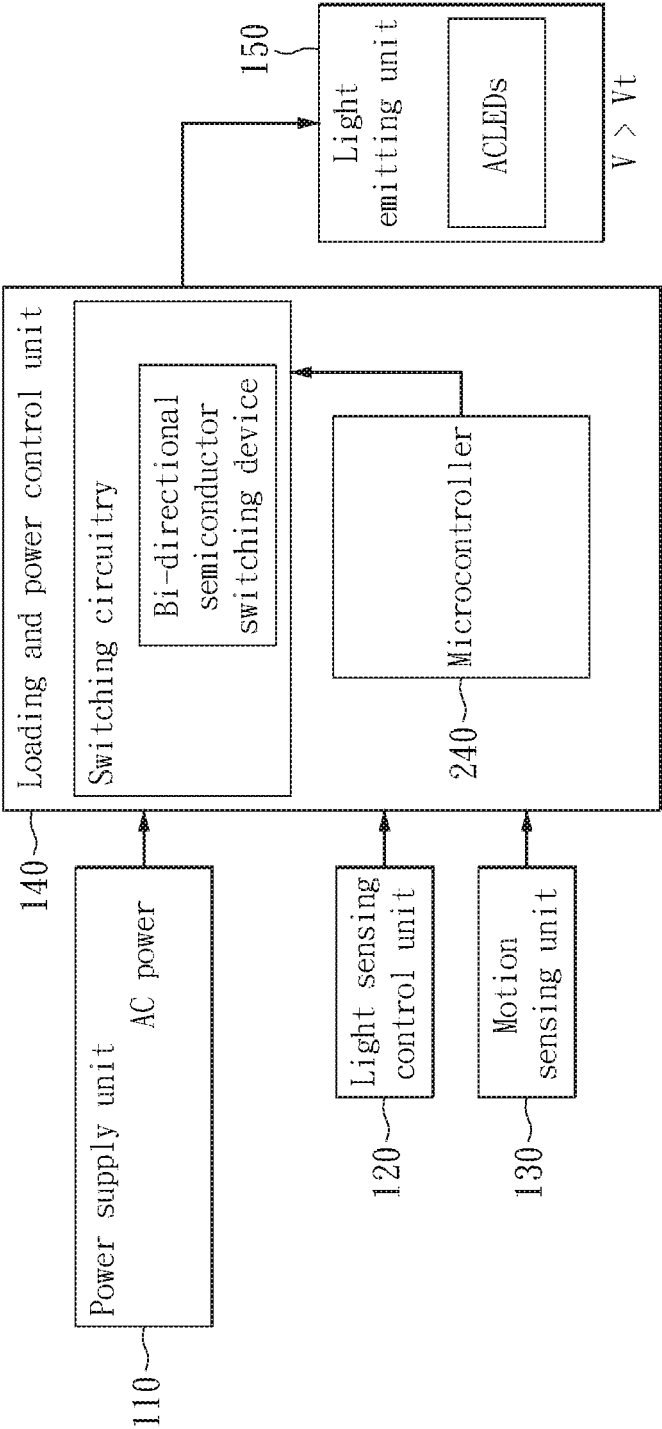 Power supply unit
AC power
110
Light sensing
control unit
120
Motion
sensing unit
130
140
Loading and power control unit
Switching circuitry
Bi-directional
semiconductor
switching device
Microcontroller
240
150
Light
emitting unit
ACLEDs
V > Vt